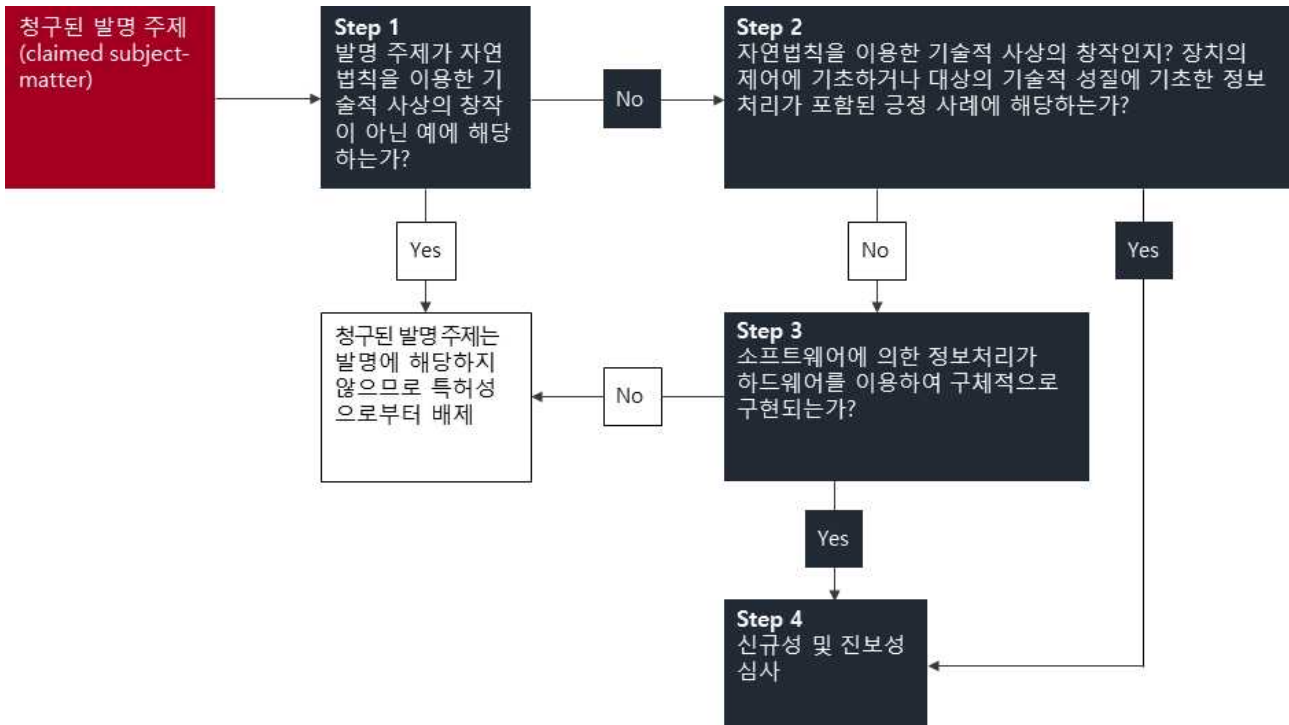 청구된 발명 주제
(claimed subject-
matter)
Step 1
발명 주제가 자연
법칙을 이용한 기
술적 사상의 창작
이 아닌 예에 해당
하는가?
No
Step 2
자연법칙을 이용한 기술적 사상의 창작인지? 장치의
제어에 기초하거나 대상의 기술적 성질에 기초한 정보
처리가 포함된 긍정 사례에 해당하는가?
Yes
No
Yes
청구된 발명 주제는
발명에 해당하지
않으므로 특허성
으로부터 배제
No
Step 3
소프트웨어에 의한 정보처리가
하드웨어를 이용하여 구체적으로
구현되는가?
Yes
Step 4
신규성 및 진보성
심사